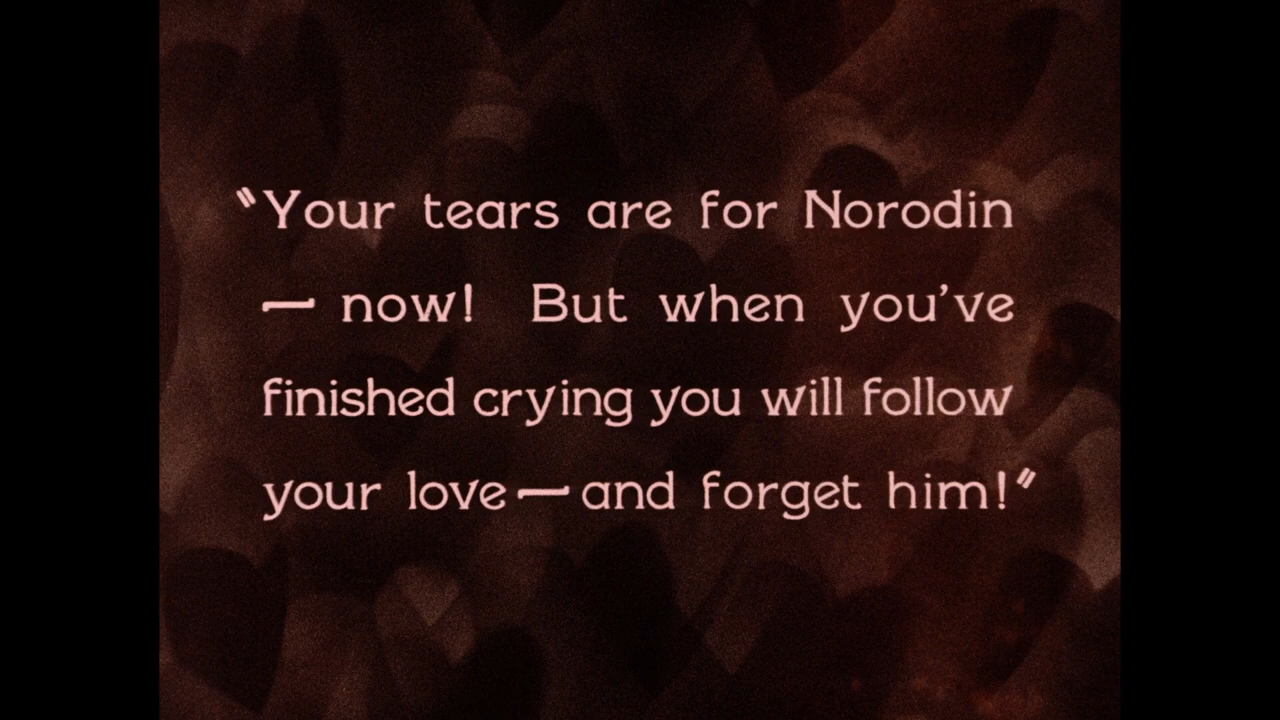 "Your tears are for Norodin
— now! But when you've
finished crying you will follow
your love — and forget him!"